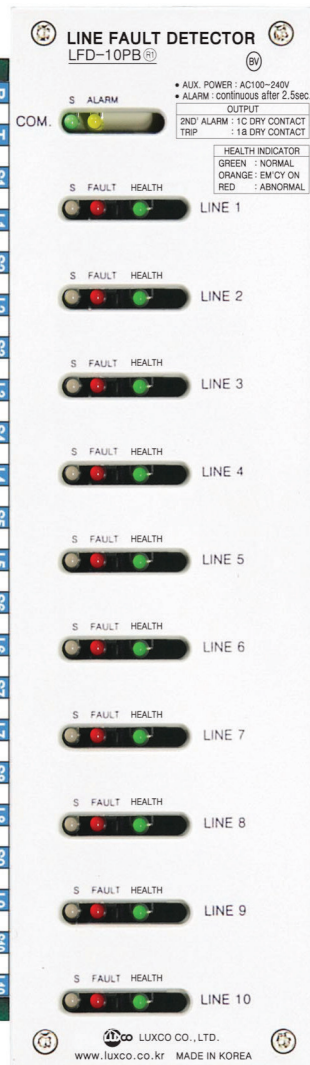 LINE FAULT DETECTOR
LFD-10PB R1
BV
• AUX. POWER : AC100~240V
• ALARM : continuous after 2.5sec.
S ALARM
COM.
OUTPUT
2ND' ALARM : 1C DRY CONTACT
TRIP : 1a DRY CONTACT
HEALTH INDICATOR
GREEN : NORMAL
ORANGE : EM'CY ON
RED : ABNORMAL
S FAULT HEALTH
LINE 1
S FAULT HEALTH
LINE 2
S FAULT HEALTH
LINE 3
S FAULT HEALTH
LINE 4
S FAULT HEALTH
LINE 5
S FAULT HEALTH
LINE 6
S FAULT HEALTH
LINE 7
S FAULT HEALTH
LINE 8
S FAULT HEALTH
LINE 9
S FAULT HEALTH
LINE 10
LUXCO LUXCO CO.,LTD.
www.luxco.co.kr MADE IN KOREA